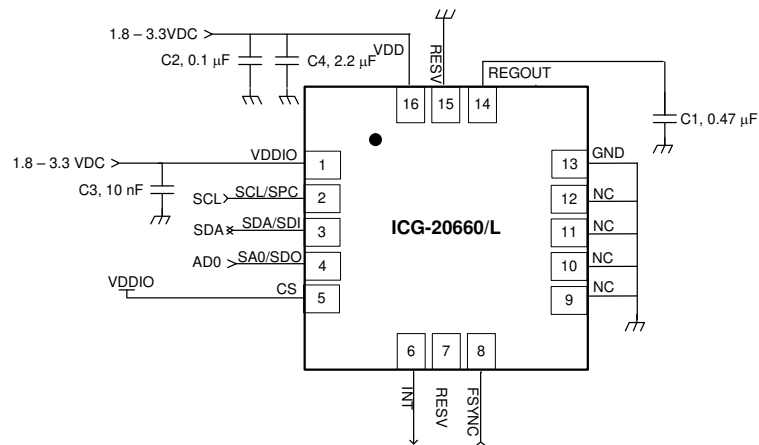 1.8 – 3.3VDC
C2, 0.1 μF
C4, 2.2 μF
VDD
RESV
REGOUT
C1, 0.47 μF
16
15
14
1.8 – 3.3 VDC
VDDIO
1
C3, 10 nF
SCL
SCL/SPC
2
SDA
SDA/SDI
3
AD0
SA0/SDO
4
VDDIO
CS
5
ICG-20660/L
13
GND
12
NC
11
NC
10
NC
9
NC
6
7
8
INT
RESV
FSYNC